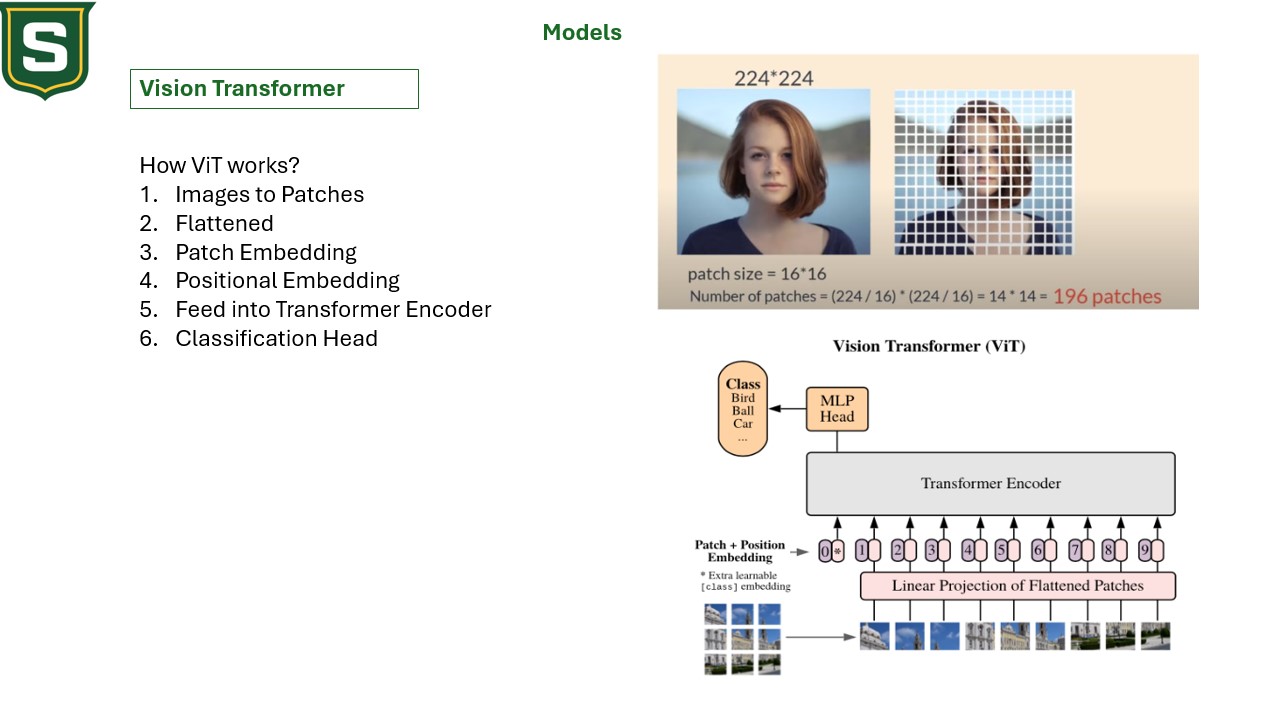 S
Models
Vision Transformer
How ViT works?
1. Images to Patches
2. Flattened
3. Patch Embedding
4. Positional Embedding
5. Feed into Transformer Encoder
6. Classification Head
224*224
patch size = 16*16
Number of patches = (224 / 16) * (224 / 16) = 14 * 14 = 196 patches
Vision Transformer (ViT)
Class
Bird
Ball
Car
...
MLP
Head
Transformer Encoder
Patch + Position
Embedding
* Extra learnable
[class] embedding
0 * 1 2 3 4 5 6 7 8 9
Linear Projection of Flattened Patches